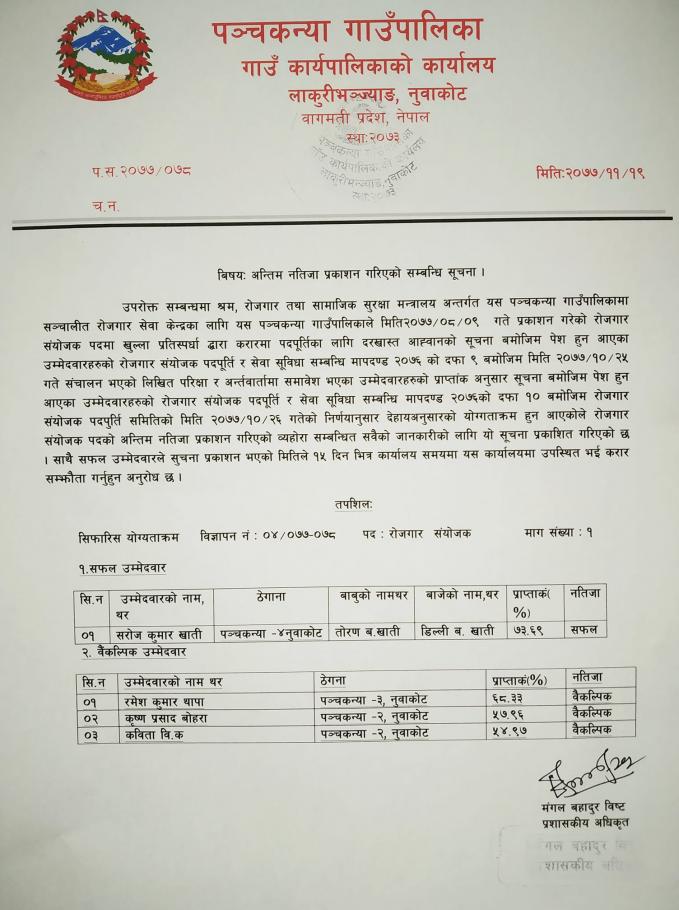 पञ्चकन्या गाउँपालिका
गाउँ कार्यपालिकाको कार्यालय
लाकुरीभञ्ज्याङ, नुवाकोट
वागमती प्रदेश, नेपाल
स्था:२०७३
पञ्चकन्या गाउँपालिका
गाउँ कार्यपालिकाको कार्यालय
लाकुरीभञ्ज्याङ, नुवाकोट
स्था:२०७३
प.स.२०७७/०७८
मिति:२०७७/११/१९
च.न.
बिषय: अन्तिम नतिजा प्रकाशन गरिएको सम्बन्धि सूचना ।
उपरोक्त सम्बन्धमा श्रम, रोजगार तथा सामाजिक सुरक्षा मन्त्रालय अन्तर्गत यस पञ्चकन्या गाउँपालिकामा
सञ्चालीत रोजगार सेवा केन्द्रका लागि यस पञ्चकन्या गाउँपालिकाले मिति२०७७/०८/०९ गते प्रकाशन गरेको रोजगार
संयोजक पदमा खुल्ला प्रतिस्पर्धा द्वारा करारमा पदपूर्तिका लागि दरखास्त आह्वानको सूचना बमोजिम पेश हुन आएका
उम्मेदवारहरुको रोजगार संयोजक पदपूर्ति र सेवा सूविधा सम्बन्धि मापदण्ड २०७६ को दफा ९ बमोजिम मिति २०७७/१०/२५
गते संचालन भएको लिखित परिक्षा र अर्न्तवार्तामा समावेश भएका उम्मेदवारहरुको प्राप्तांक अनुसार सूचना बमोजिम पेश हुन
आएका उम्मेदवारहरुको रोजगार संयोजक पदपूर्ति र सेवा सूविधा सम्बन्धि मापदण्ड २०७६को दफा १० बमोजिम रोजगार
संयोजक पदपुर्ति समितिको मिति २०७७/१०/२६ गतेको निर्णयानुसार देहायअनुसारको योग्यताक्रम हुन आएकोले रोजगार
संयोजक पदको अन्तिम नतिजा प्रकाशन गरिएको व्यहोरा सम्बन्धित सवैको जानकारीको लागि यो सूचना प्रकाशित गरिएको छ
। साथै सफल उम्मेदवारले सुचना प्रकाशन भएको मितिले १५ दिन भित्र कार्यालय समयमा यस कार्यालयमा उपस्थित भई करार
सम्झौता गर्नुहुन अनुरोध छ ।
तपशिल:
सिफारिस योग्यताक्रम विज्ञापन नं : ०४/०७७-०७८ पद : रोजगार संयोजक माग संख्या : १
१.सफल उम्मेदवार
सि.न उम्मेदवारको नाम, थर ठेगाना बाबुको नामथर बाजेको नाम,थर प्राप्ताकं( %) नतिजा
०१ सरोज कुमार खाती पञ्चकन्या -४नुवाकोट तोरण ब.खाती डिल्ली ब. खाती ७३.६९ सफल
२. वैकल्पिक उम्मेदवार
सि.न उम्मेदवारको नाम थर ठेगना प्राप्ताकं(%) नतिजा
०१ रमेश कुमार थापा पञ्चकन्या -३, नुवाकोट ६८.३३ वैकल्पिक
०२ कृष्ण प्रसाद बोहरा पञ्चकन्या -२, नुवाकोट ५७.९६ वैकल्पिक
०३ कविता वि.क पञ्चकन्या -२, नुवाकोट ५४.९७ वैकल्पिक
मंगल बहादुर विष्ट
प्रशासकीय अधिकृत